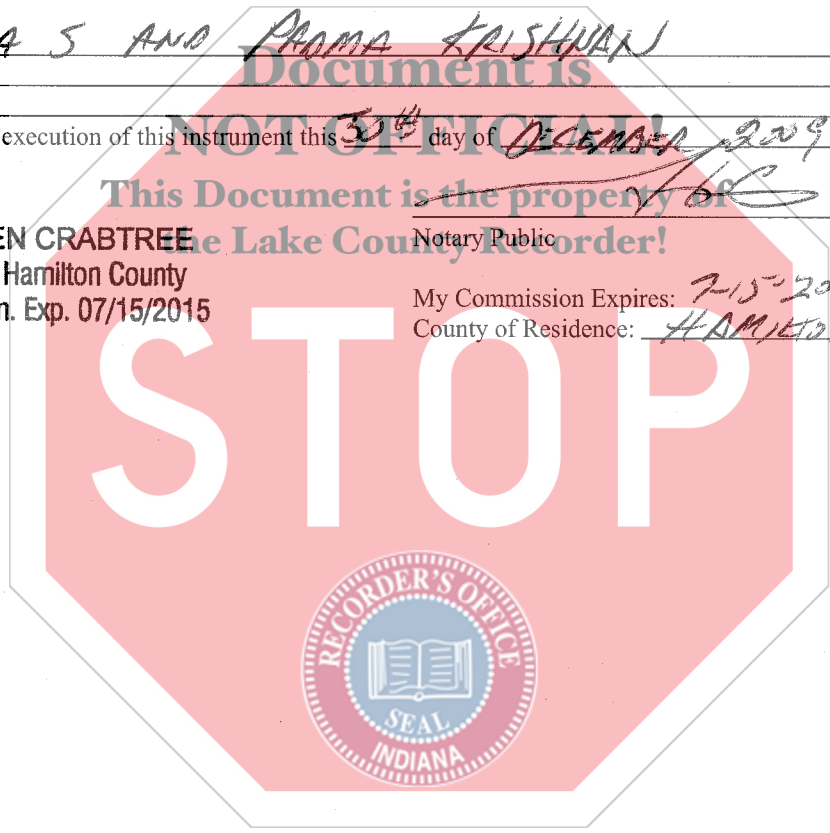 A S AND PADMA KRISHNAN
Document is
NOT OFFICIAL!
execution of this instrument this 30th day of DECEMBER, 2009
This Document is the property of
the Lake County Recorder!
EN CRABTREE
Hamilton County
n. Exp. 07/15/2015
Notary Public
My Commission Expires: 7-15-20
County of Residence: HAMILTO
STOP
RECORDER'S OFFICE
SEAL
INDIANA